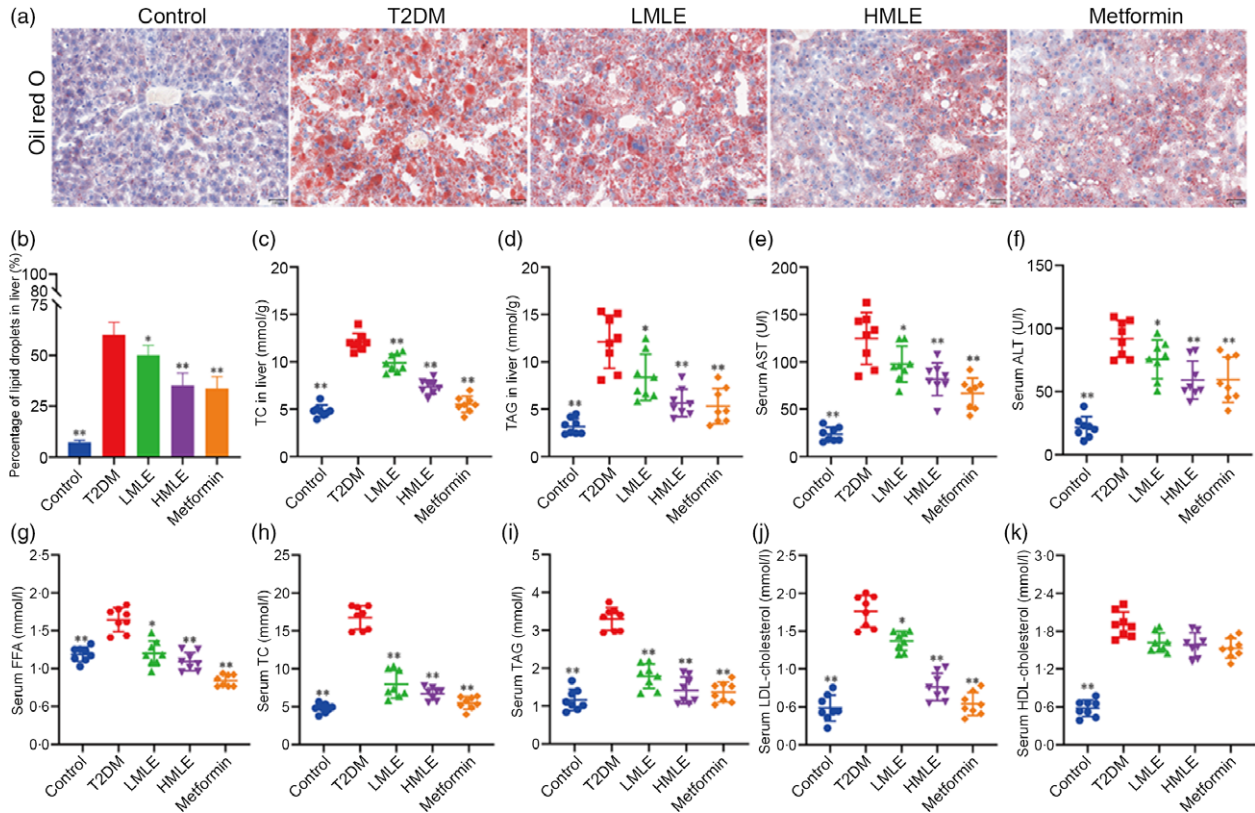 (a) Control T2DM LMLE HMLE Metformin
Oil red O
(b) (c) (d) (e) (f)
Percentage of lipid droplets in liver (%)
100
80
75
50
25
0
** * ** **
Control T2DM LMLE HMLE Metformin
TC in liver (mmol/g)
20
15
10
5
0
** ** ** **
Control T2DM LMLE HMLE Metformin
TAG in liver (mmol/g)
20
15
10
5
0
** * ** **
Control T2DM LMLE HMLE Metformin
Serum AST (U/l)
200
150
100
50
0
** * ** **
Control T2DM LMLE HMLE Metformin
Serum ALT (U/l)
150
100
50
0
** * ** **
Control T2DM LMLE HMLE Metformin
(g) (h) (i) (j) (k)
Serum FFA (mmol/l)
2·5
2·0
1·5
1·0
0·6
0·0
** * ** **
Control T2DM LMLE HMLE Metformin
Serum TC (mmol/l)
25
20
15
10
5
0
** ** ** **
Control T2DM LMLE HMLE Metformin
Serum TAG (mmol/l)
5
4
3
2
1
0
** ** ** **
Control T2DM LMLE HMLE Metformin
Serum LDL-cholesterol (mmol/l)
2·5
2·0
1·5
1·0
0·6
0·0
** * ** **
Control T2DM LMLE HMLE Metformin
Serum HDL-cholesterol (mmol/l)
3·0
2·4
1·8
1·2
0·6
0·0
**
Control T2DM LMLE HMLE Metformin